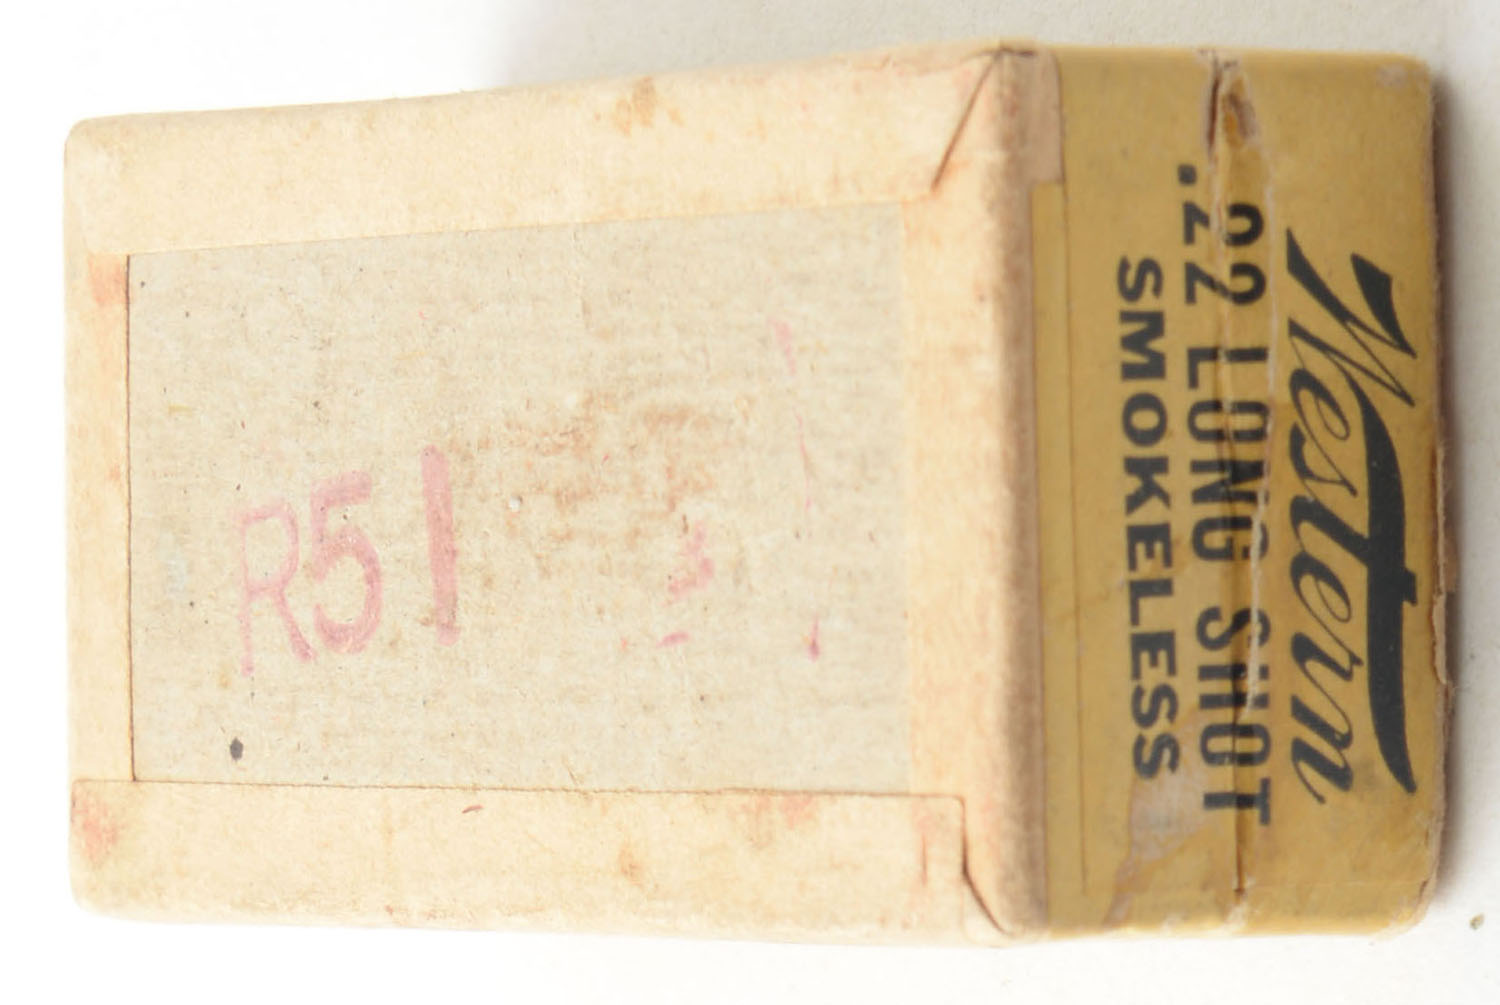 R51
Western
.22 LONG SHOT
SMOKELESS